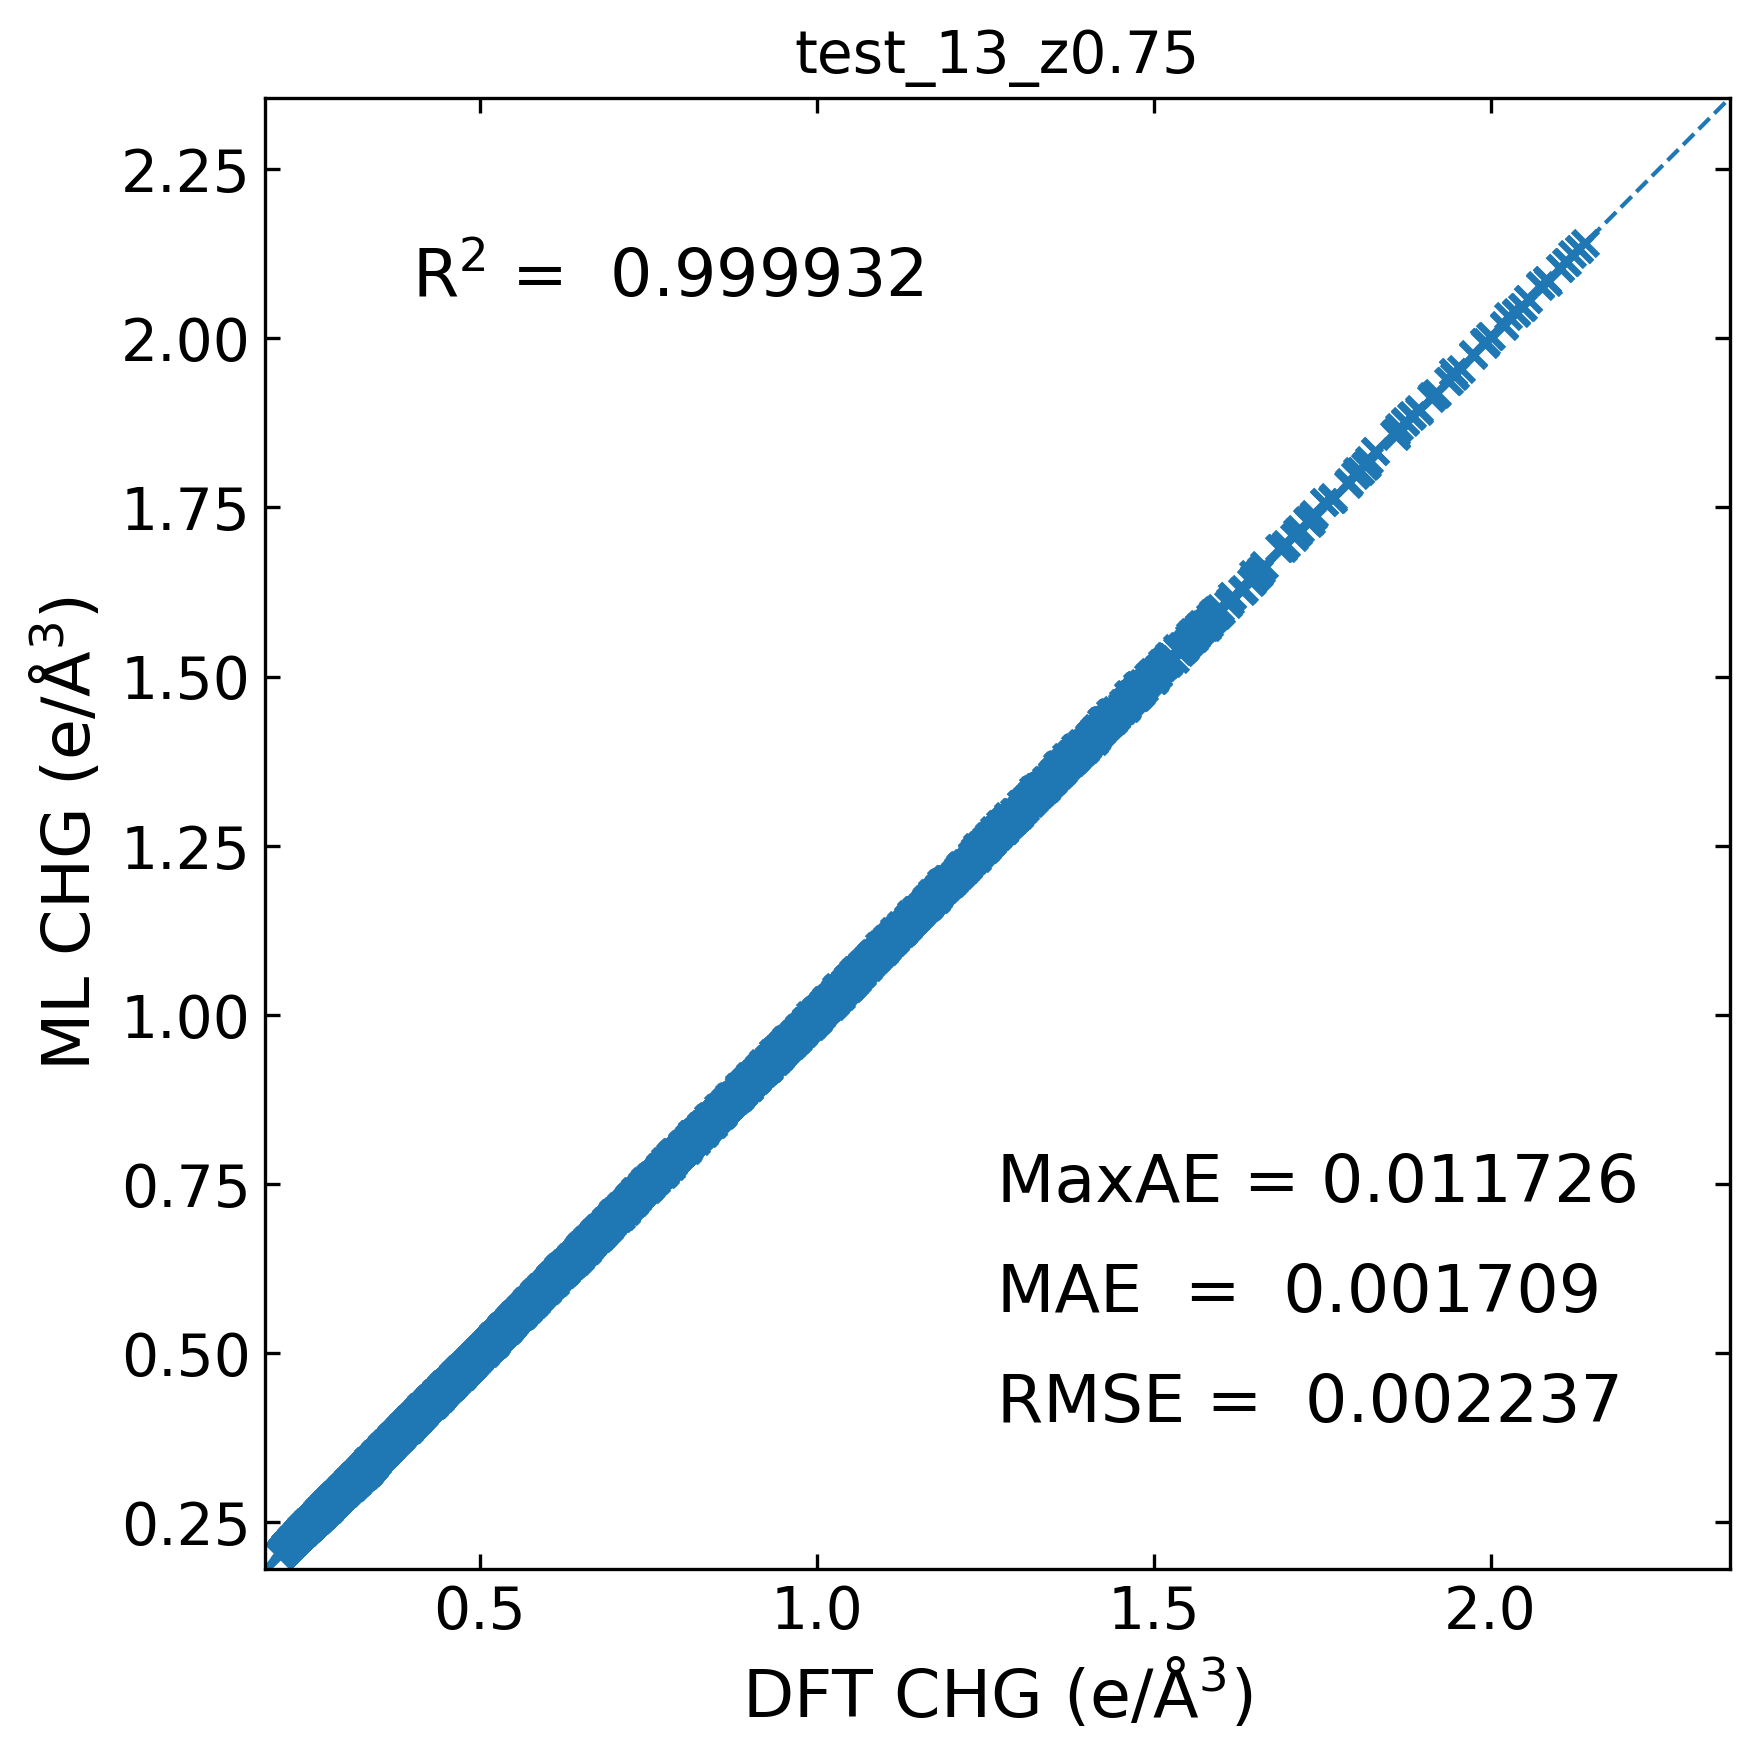 test_13_z0.75
2.25
2.00
1.75
1.50
1.25
1.00
0.75
0.50
0.25
ML CHG (e/Å³)
R² = 0.999932
MaxAE = 0.011726
MAE = 0.001709
RMSE = 0.002237
0.5 1.0 1.5 2.0
DFT CHG (e/Å³)